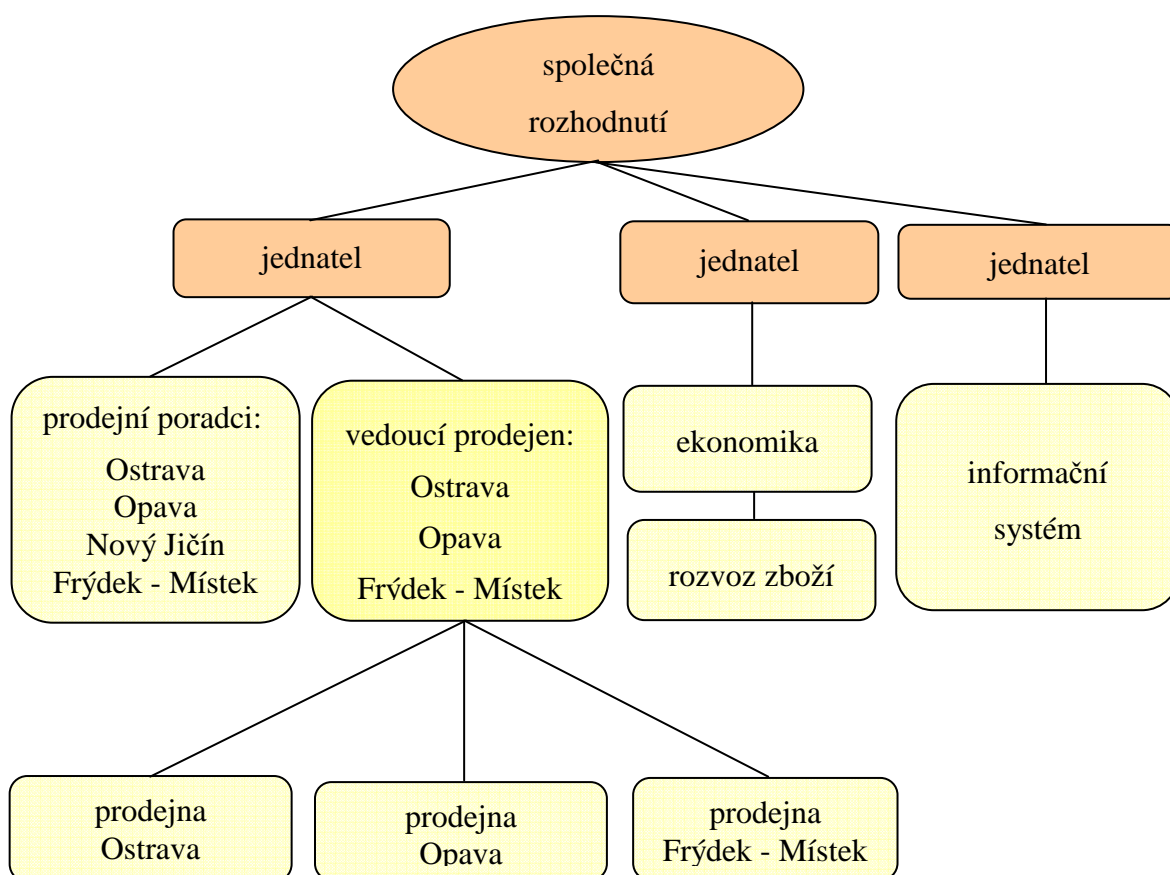 společná
rozhodnutí
jednatel
jednatel
jednatel
prodejní poradci:
Ostrava
Opava
Nový Jičín
Frýdek - Místek
vedoucí prodejen:
Ostrava
Opava
Frýdek - Místek
ekonomika
rozvoz zboží
informační
systém
prodejna
Ostrava
prodejna
Opava
prodejna
Frýdek - Místek